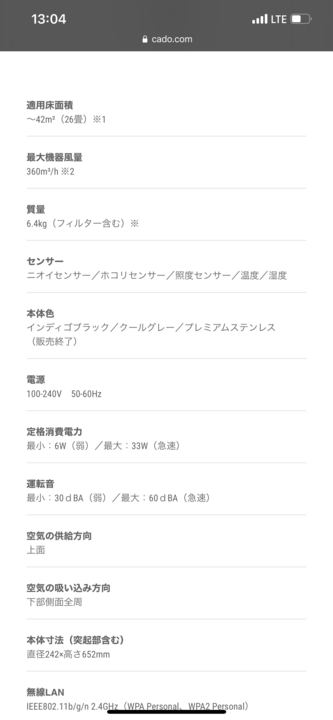 13:04
LTE
cado.com
適用床面積
〜42m²（26畳）※1
最大機器風量
360m³/h ※2
質量
6.4kg（フィルター含む）※
センサー
ニオイセンサー／ホコリセンサー／照度センサー／温度／湿度
本体色
インディゴブラック／クールグレー／プレミアムステンレス
（販売終了）
電源
100-240V 50-60Hz
定格消費電力
最小：6W（弱）／最大：33W（急速）
運転音
最小：30ｄBA（弱）／最大：60ｄBA（急速）
空気の供給方向
上面
空気の吸い込み方向
下部側面全周
本体寸法（突起部含む）
直径242×高さ652mm
無線LAN
IEEE802.11b/g/n 2.4GHz（WPA Personal、WPA2 Personal）